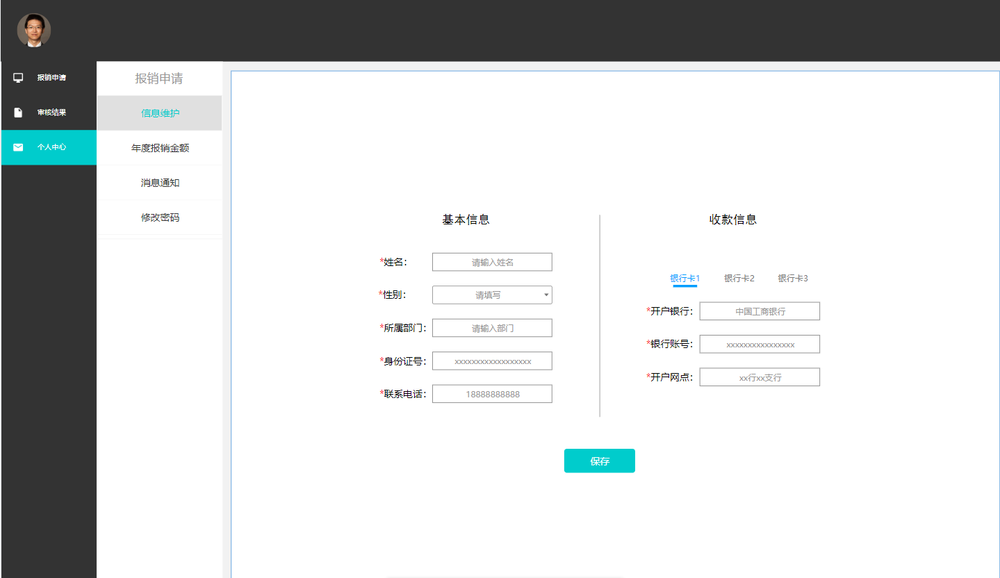 报销申请
审核结果
个人中心
报销申请
信息维护
年度报销金额
消息通知
修改密码
基本信息
*姓名： 请输入姓名
*性别： 请填写
*所属部门： 请输入部门
*身份证号： xxxxxxxxxxxxxxxxxx
*联系电话： 18888888888
收款信息
银行卡1 银行卡2 银行卡3
*开户银行： 中国工商银行
*银行账号： xxxxxxxxxxxxxxxx
*开户网点： xx行xx支行
保存